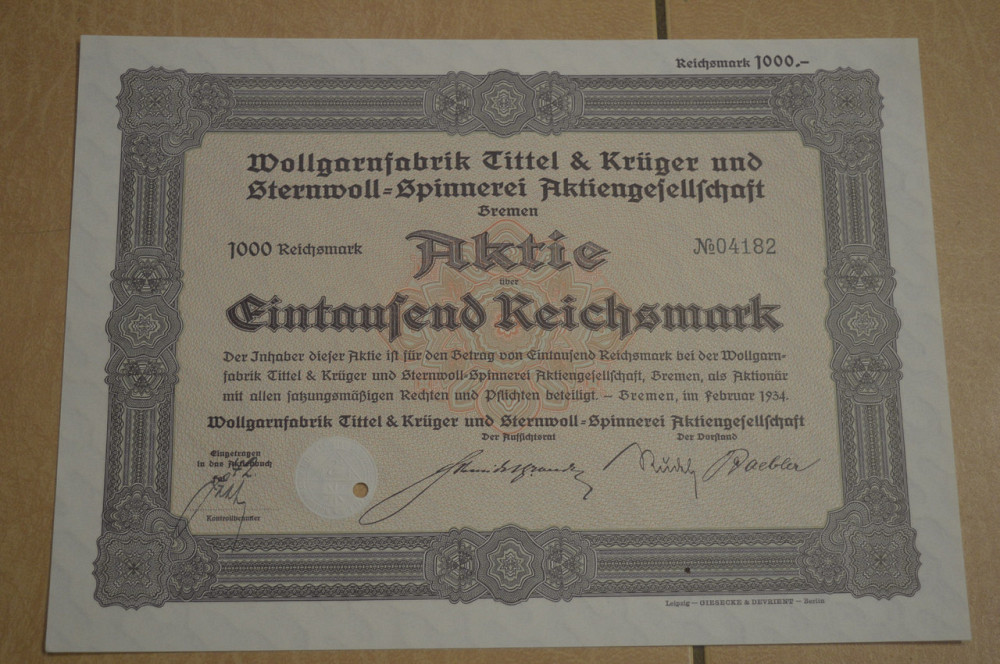 Reichsmark 1000.–
Wollgarnfabrik Tittel & Krüger und
Sternwoll=Spinnerei Aktiengesellschaft
Bremen
1000 Reichsmark
Aktie
№04182
über
Eintausend Reichsmark
Der Inhaber dieser Aktie ist für den Betrag von Eintausend Reichsmark bei der Wollgarn-
fabrik Tittel & Krüger und Sternwoll=Spinnerei Aktiengesellschaft, Bremen, als Aktionär
mit allen satzungsmäßigen Rechten und Pflichten beteiligt. – Bremen, im Februar 1934.
Wollgarnfabrik Tittel & Krüger und Sternwoll=Spinnerei Aktiengesellschaft
Der Aufsichtsrat
Der Vorstand
Eingetragen
in das Aktienbuch
Kontrollbeamter
Leipzig — GIESECKE & DEVRIENT — Berlin